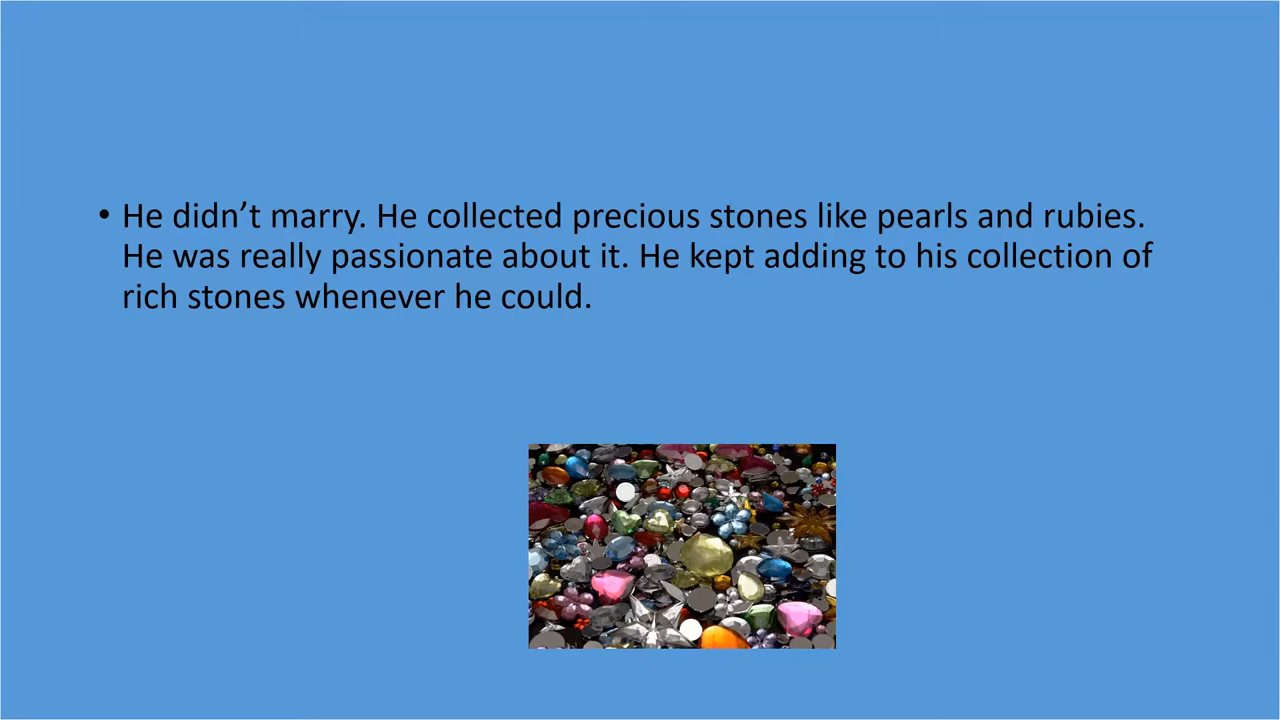 • He didn’t marry. He collected precious stones like pearls and rubies.
He was really passionate about it. He kept adding to his collection of
rich stones whenever he could.